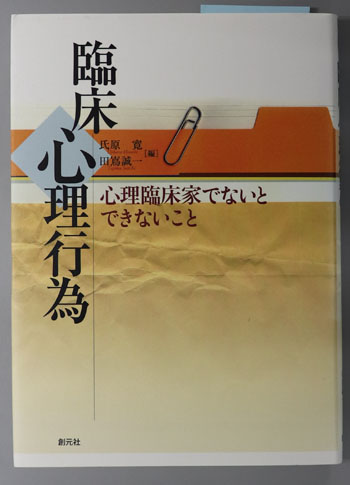 臨床心理行為
氏原 寛
田嶌誠一
[編]
心理臨床家でないと
できないこと
創元社